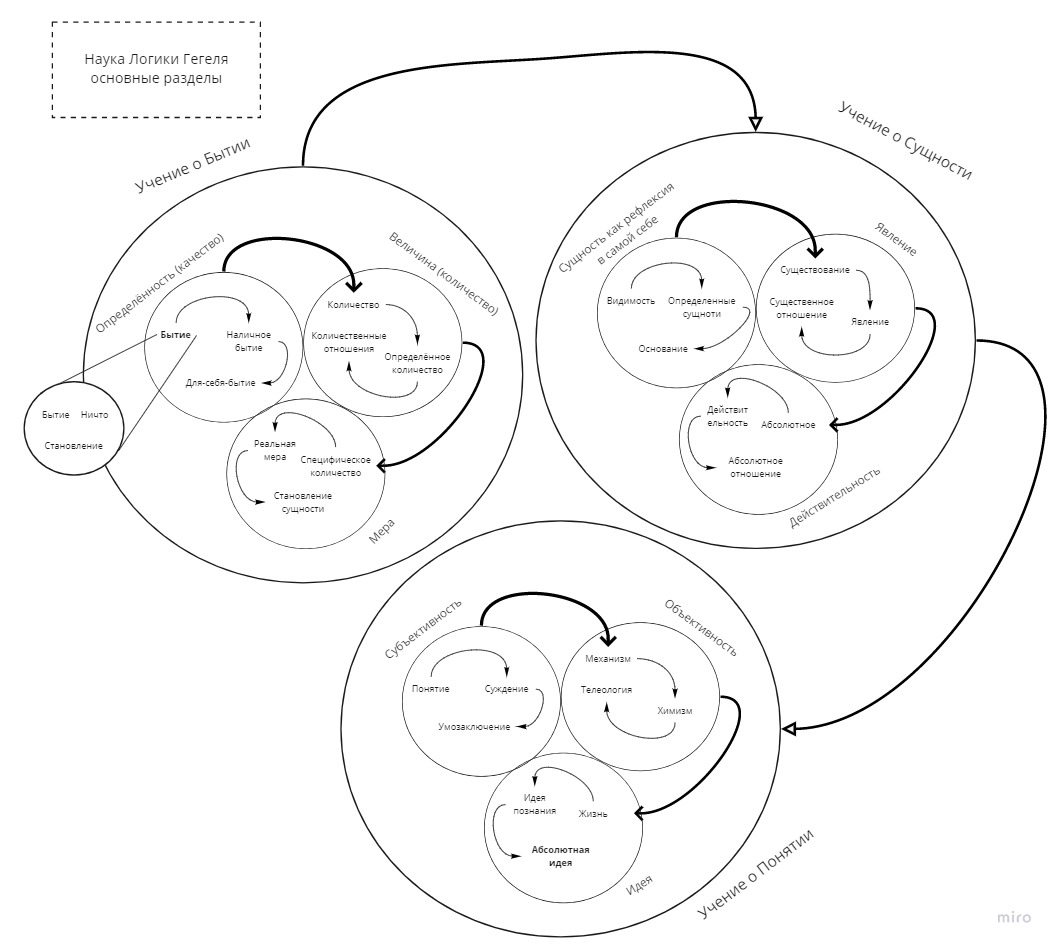 Наука Логики Гегеля
основные разделы
Учение о Бытии
Определённость (качество)
Бытие
Наличное
бытие
Для-себя-бытие
Бытие
Ничто
Становление
Величина (количество)
Количество
Количественные
отношения
Определённое
количество
Реальная
мера
Специфическое
количество
Становление
сущности
Мера
Учение о Сущности
Сущность как рефлексия
в самой себе
Видимость
Определенные
сущноти
Основание
Явление
Существование
Существенное
отношение
Явление
Действит
ельность
Абсолютное
Абсолютное
отношение
Действительность
Субъективность
Понятие
Суждение
Умозаключение
Объективность
Механизм
Телеология
Химизм
Идея
познания
Жизнь
Абсолютная
идея
Идея
Учение о Понятии
miro